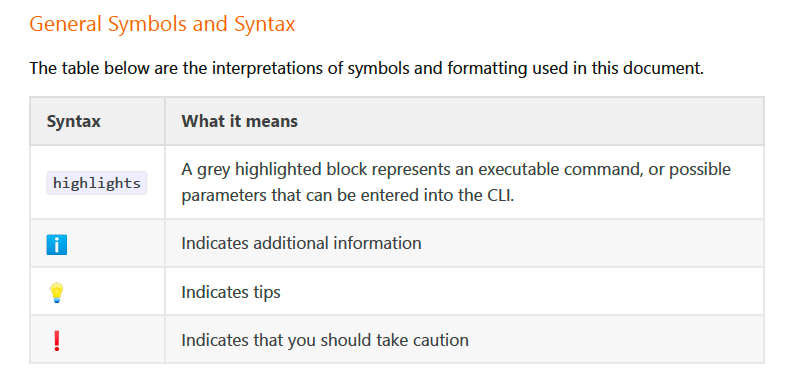 General Symbols and Syntax
The table below are the interpretations of symbols and formatting used in this document.
Syntax What it means
highlights A grey highlighted block represents an executable command, or possible
parameters that can be entered into the CLI.
ℹ️ Indicates additional information
💡 Indicates tips
❗ Indicates that you should take caution